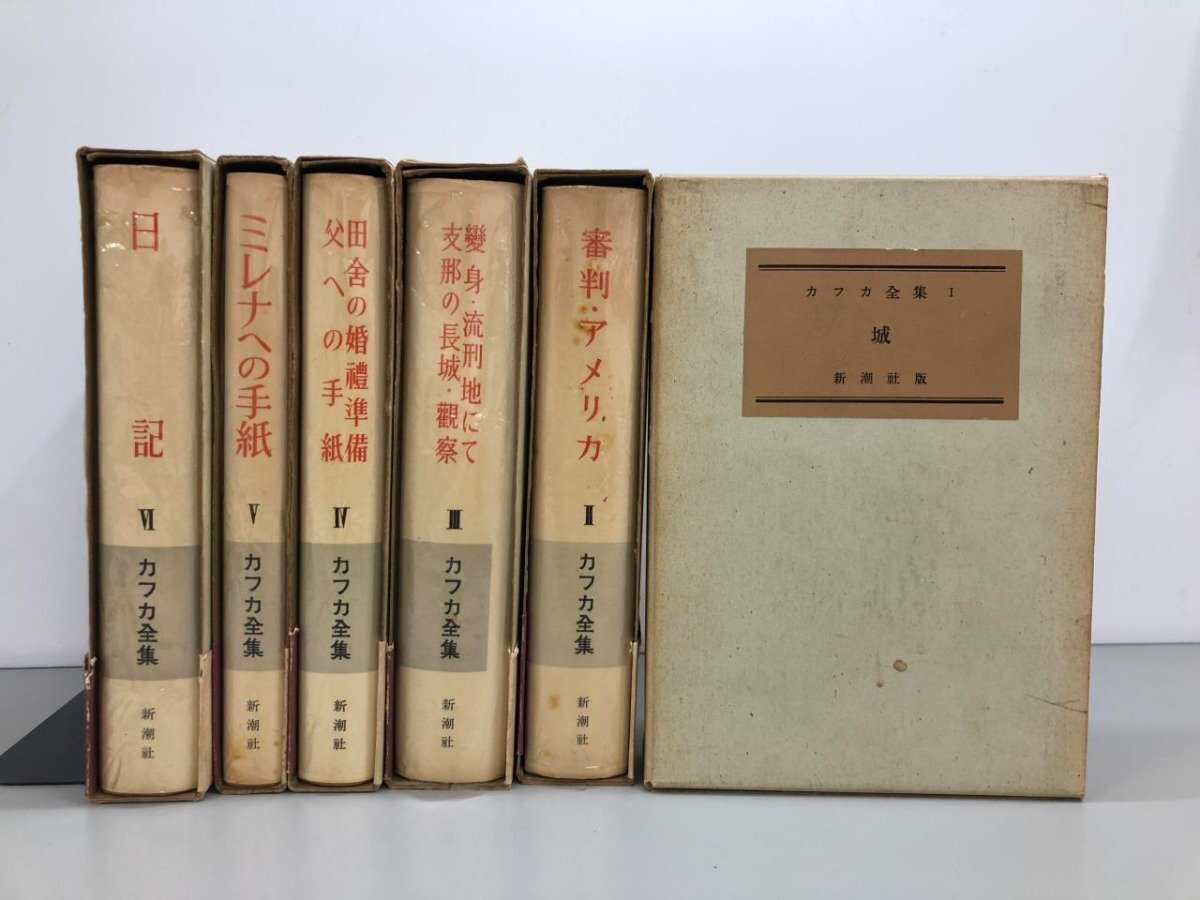 日記
VI
カフカ全集
新潮社
ミレナへの手紙
V
カフカ全集
新潮社
田舎の婚禮準備
父への手紙
IV
カフカ全集
新潮社
變身・流刑地にて
支那の長城・觀察
III
カフカ全集
新潮社
審判・アメリカ
II
カフカ全集
新潮社
カフカ全集 I
城
新潮社版